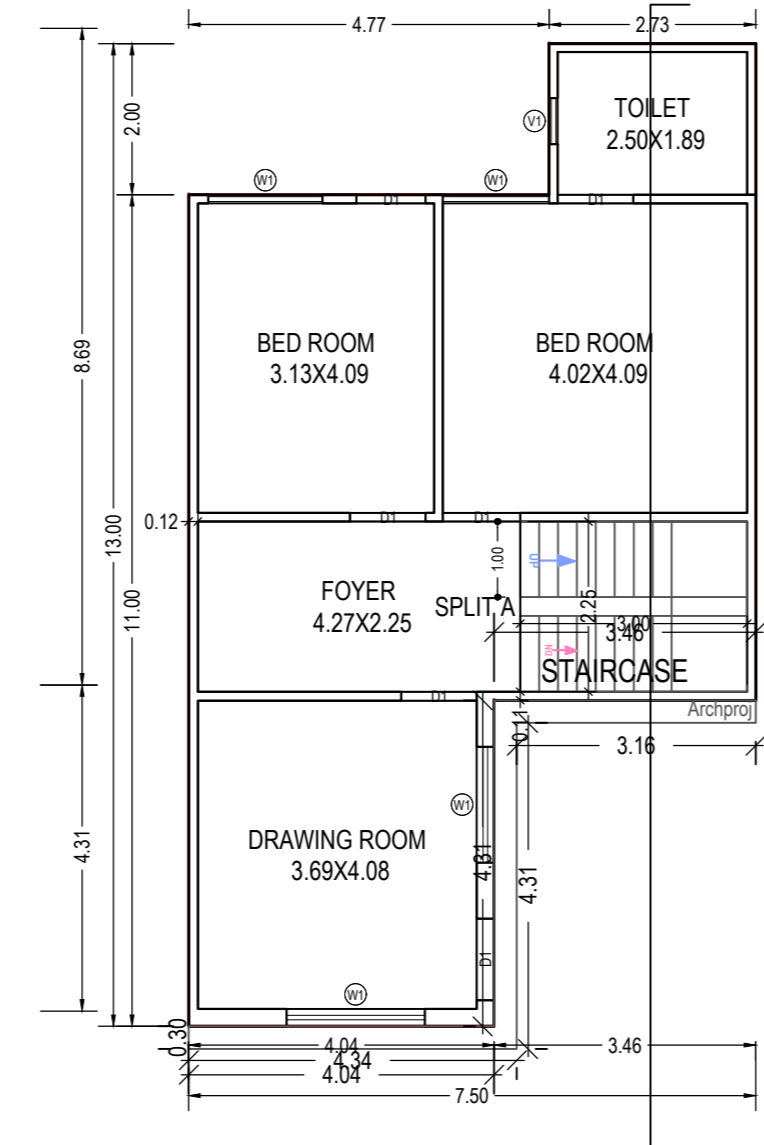 4.77
2.73
2.00
TOILET
2.50X1.89
V1
W1
W1
D1
D1
8.69
13.00
11.00
BED ROOM
3.13X4.09
BED ROOM
4.02X4.09
0.12
D1
D1
1.00
UP
FOYER
4.27X2.25
SPLIT A
2.25
3.00
3.46
DN
STAIRCASE
D1
0.11
Archproj
3.16
W1
4.31
DRAWING ROOM
3.69X4.08
4.31
4.31
D1
W1
0.30
4.04
3.46
4.34
4.04
7.50